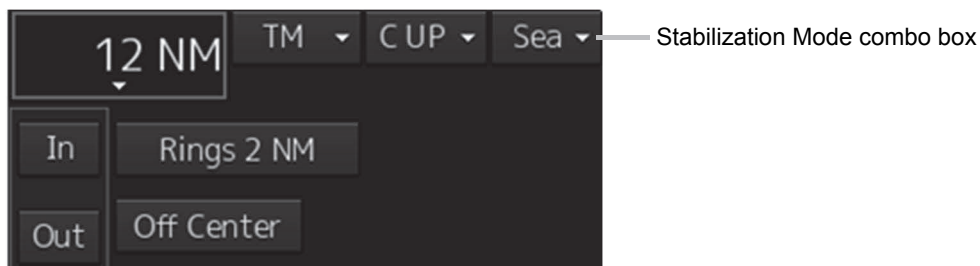 12 NM TM C UP Sea Stabilization Mode combo box
In Rings 2 NM
Out Off Center